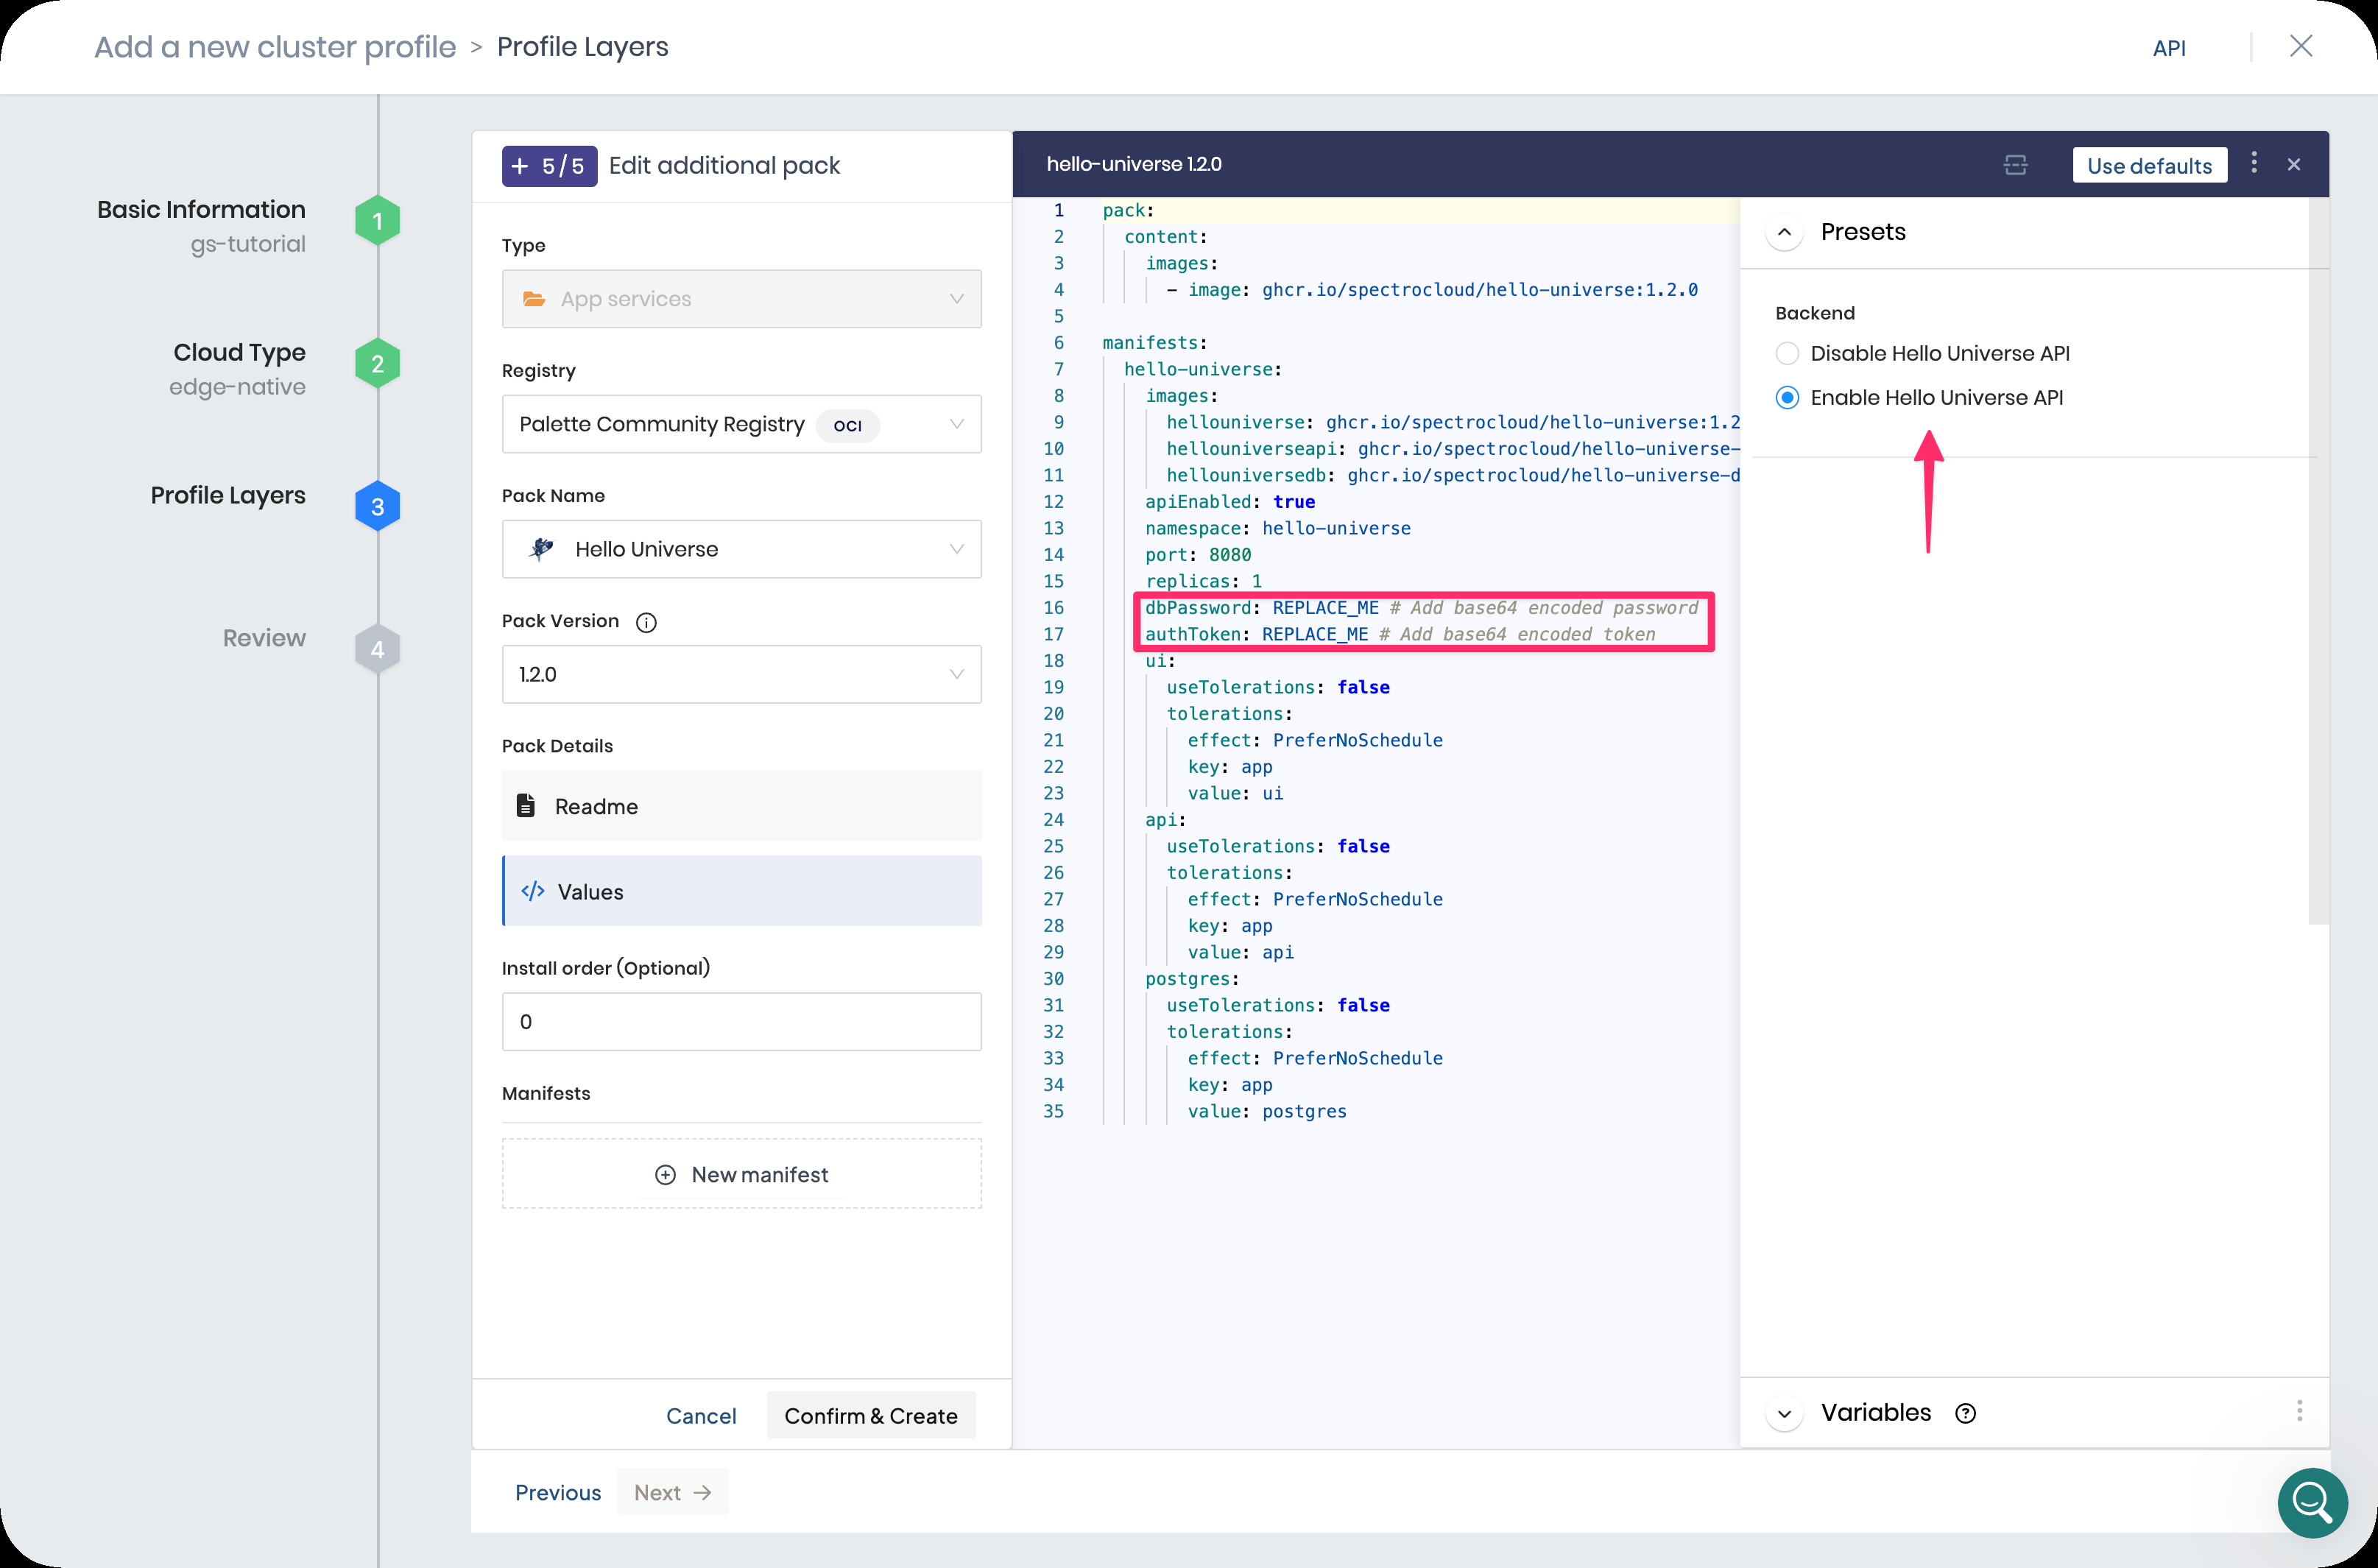 Add a new cluster profile > Profile Layers
API
Basic Information
gs-tutorial
1
Cloud Type
edge-native
2
Profile Layers
3
Review
4
+ 5/5 Edit additional pack
Type
App services
Registry
Palette Community Registry OCI
Pack Name
Hello Universe
Pack Version
1.2.0
Pack Details
Readme
</> Values
Install order (Optional)
0
Manifests
New manifest
Cancel
Confirm & Create
hello-universe 1.2.0
Use defaults
1 pack:
2 content:
3 images:
4 - image: ghcr.io/spectrocloud/hello-universe:1.2.0
5
6 manifests:
7 hello-universe:
8 images:
9 hellouniverse: ghcr.io/spectrocloud/hello-universe:1.2
10 hellouniverseapi: ghcr.io/spectrocloud/hello-universe-
11 hellouniversedb: ghcr.io/spectrocloud/hello-universe-d
12 apiEnabled: true
13 namespace: hello-universe
14 port: 8080
15 replicas: 1
16 dbPassword: REPLACE_ME # Add base64 encoded password
17 authToken: REPLACE_ME # Add base64 encoded token
18 ui:
19 useTolerations: false
20 tolerations:
21 effect: PreferNoSchedule
22 key: app
23 value: ui
24 api:
25 useTolerations: false
26 tolerations:
27 effect: PreferNoSchedule
28 key: app
29 value: api
30 postgres:
31 useTolerations: false
32 tolerations:
33 effect: PreferNoSchedule
34 key: app
35 value: postgres
Presets
Backend
Disable Hello Universe API
Enable Hello Universe API
Variables
Previous
Next →